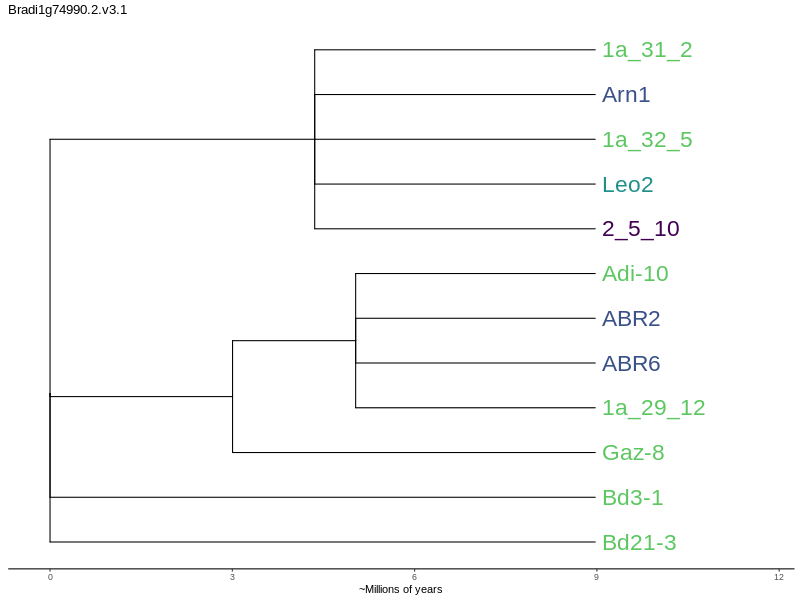 Bradi1g74990.2.v3.1
1a_31_2
Arn1
1a_32_5
Leo2
2_5_10
Adi-10
ABR2
ABR6
1a_29_12
Gaz-8
Bd3-1
Bd21-3
0 3 6 9 12
~Millions of years